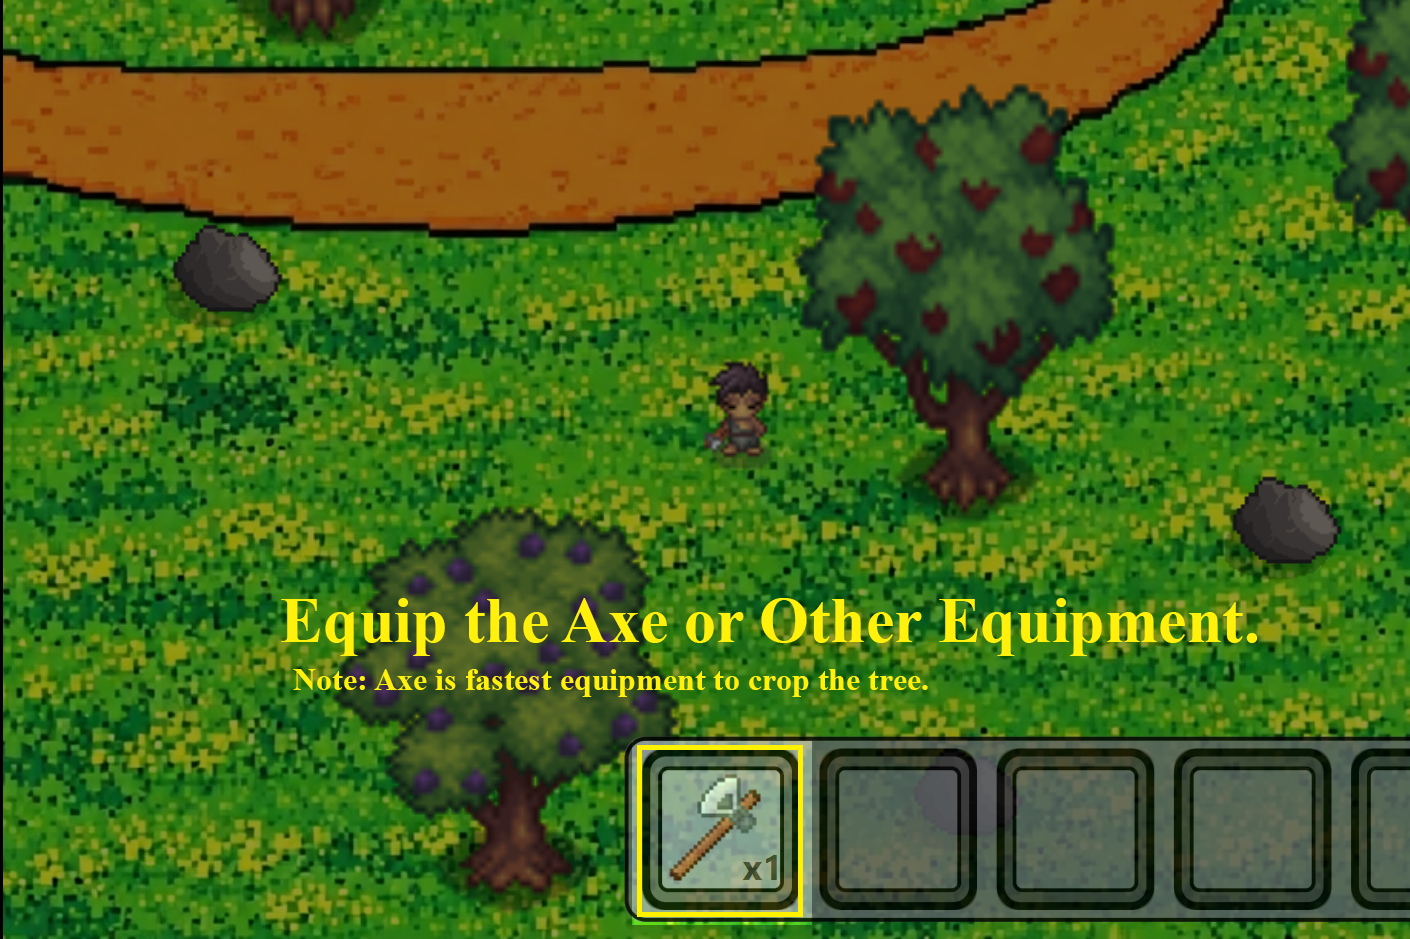 Equip the Axe or Other Equipment.
Note: Axe is fastest equipment to crop the tree.
x1